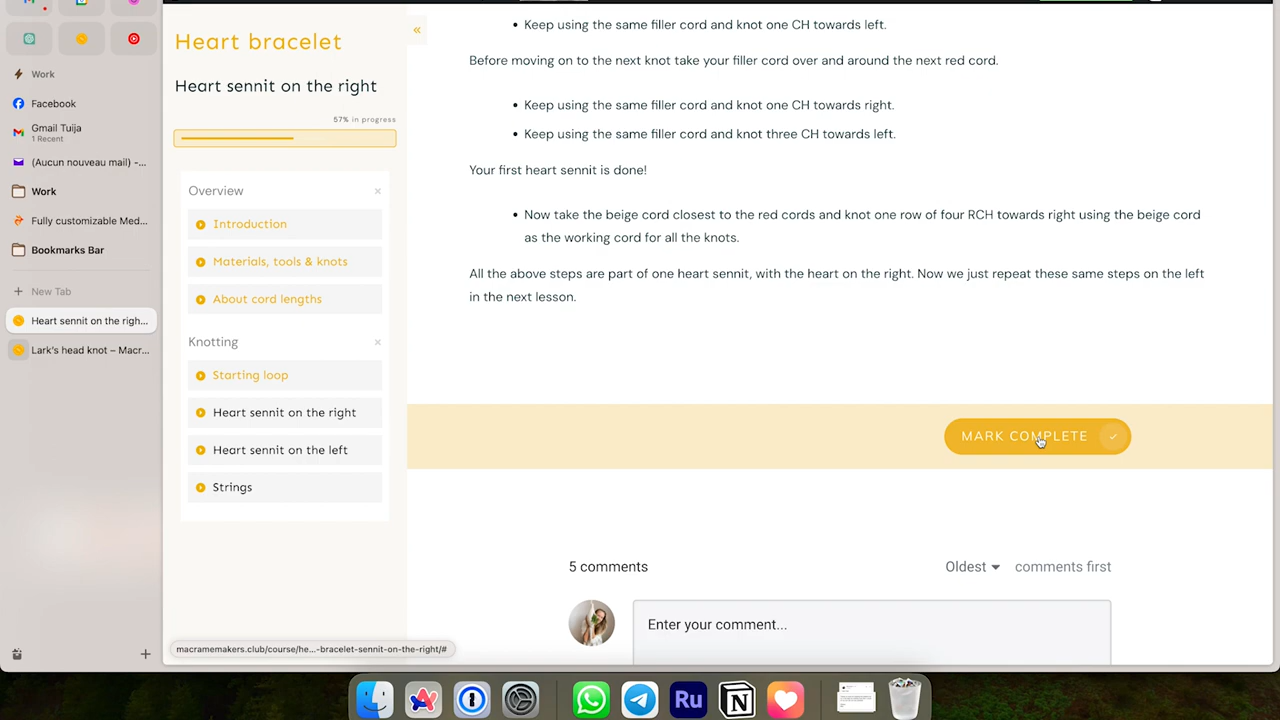 Work
Facebook
Gmail Tuija
1 Recent
(Aucun nouveau mail) -...
Work
Fully customizable Med...
Bookmarks Bar
New Tab
Heart sennit on the righ...
Lark's head knot – Macr...
Heart bracelet
Heart sennit on the right
57% in progress
Overview
Introduction
Materials, tools & knots
About cord lengths
Knotting
Starting loop
Heart sennit on the right
Heart sennit on the left
Strings
macramemakers.club/course/he...-bracelet-sennit-on-the-right/#
• Keep using the same filler cord and knot one CH towards left.
Before moving on to the next knot take your filler cord over and around the next red cord.
• Keep using the same filler cord and knot one CH towards right.
• Keep using the same filler cord and knot three CH towards left.
Your first heart sennit is done!
• Now take the beige cord closest to the red cords and knot one row of four RCH towards right using the beige cord
as the working cord for all the knots.
All the above steps are part of one heart sennit, with the heart on the right. Now we just repeat these same steps on the left
in the next lesson.
MARK COMPLETE
5 comments
Oldest comments first
Enter your comment...
Ru